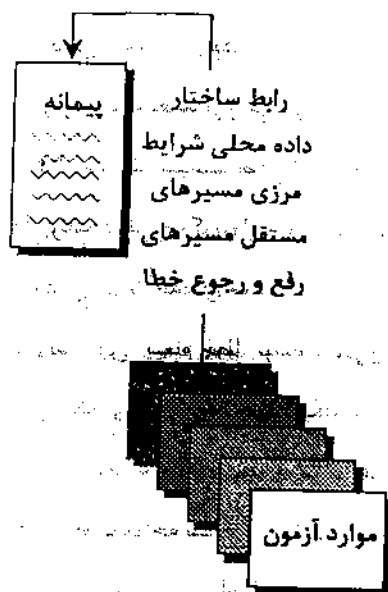 پیمانه
رابط ساختار
داده محلی شرایط
مرزی مسیرهای
مستقل مسیرهای
رفع و رجوع خطا
موارد آزمون